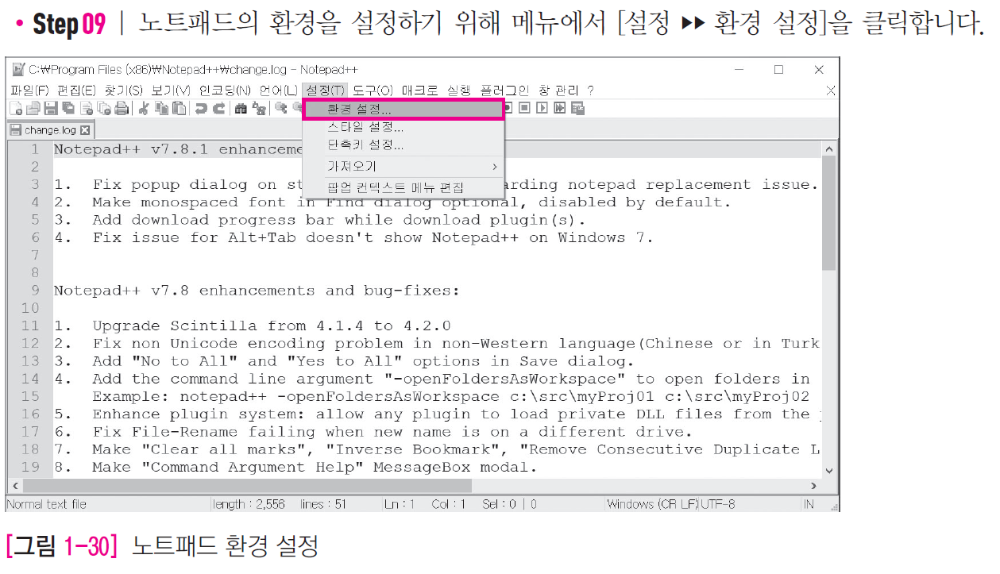 • Step 09 | 노트패드의 환경을 설정하기 위해 메뉴에서 [설정 ▶▶ 환경 설정]을 클릭합니다.
C:₩Program Files (x86)₩Notepad++₩change.log - Notepad++
파일(F) 편집(E) 찾기(S) 보기(V) 인코딩(N) 언어(L) 설정(T) 도구(O) 매크로 실행 플러그인 창 관리 ?
환경 설정...
스타일 설정...
단축키 설정...
가져오기
팝업 컨텍스트 메뉴 편집
change.log
1 Notepad++ v7.8.1 enhanceme
2
3 1. Fix popup dialog on st arding notepad replacement issue.
4 2. Make monospaced font in Find dialog optional, disabled by default.
5 3. Add download progress bar while download plugin(s).
6 4. Fix issue for Alt+Tab doesn't show Notepad++ on Windows 7.
7
8
9 Notepad++ v7.8 enhancements and bug-fixes:
10
11 1. Upgrade Scintilla from 4.1.4 to 4.2.0
12 2. Fix non Unicode encoding problem in non-Western language(Chinese or in Turk
13 3. Add "No to All" and "Yes to All" options in Save dialog.
14 4. Add the command line argument "-openFoldersAsWorkspace" to open folders in
15 Example: notepad++ -openFoldersAsWorkspace c:\src\myProj01 c:\src\myProj02
16 5. Enhance plugin system: allow any plugin to load private DLL files from the
17 6. Fix File-Rename failing when new name is on a different drive.
18 7. Make "Clear all marks", "Inverse Bookmark", "Remove Consecutive Duplicate L
19 8. Make "Command Argument Help" MessageBox modal.
Normal text file length : 2,556 lines : 51 Ln : 1 Col : 1 Sel : 0 | 0 Windows (CR LF) UTF-8 IN
[그림 1-30] 노트패드 환경 설정